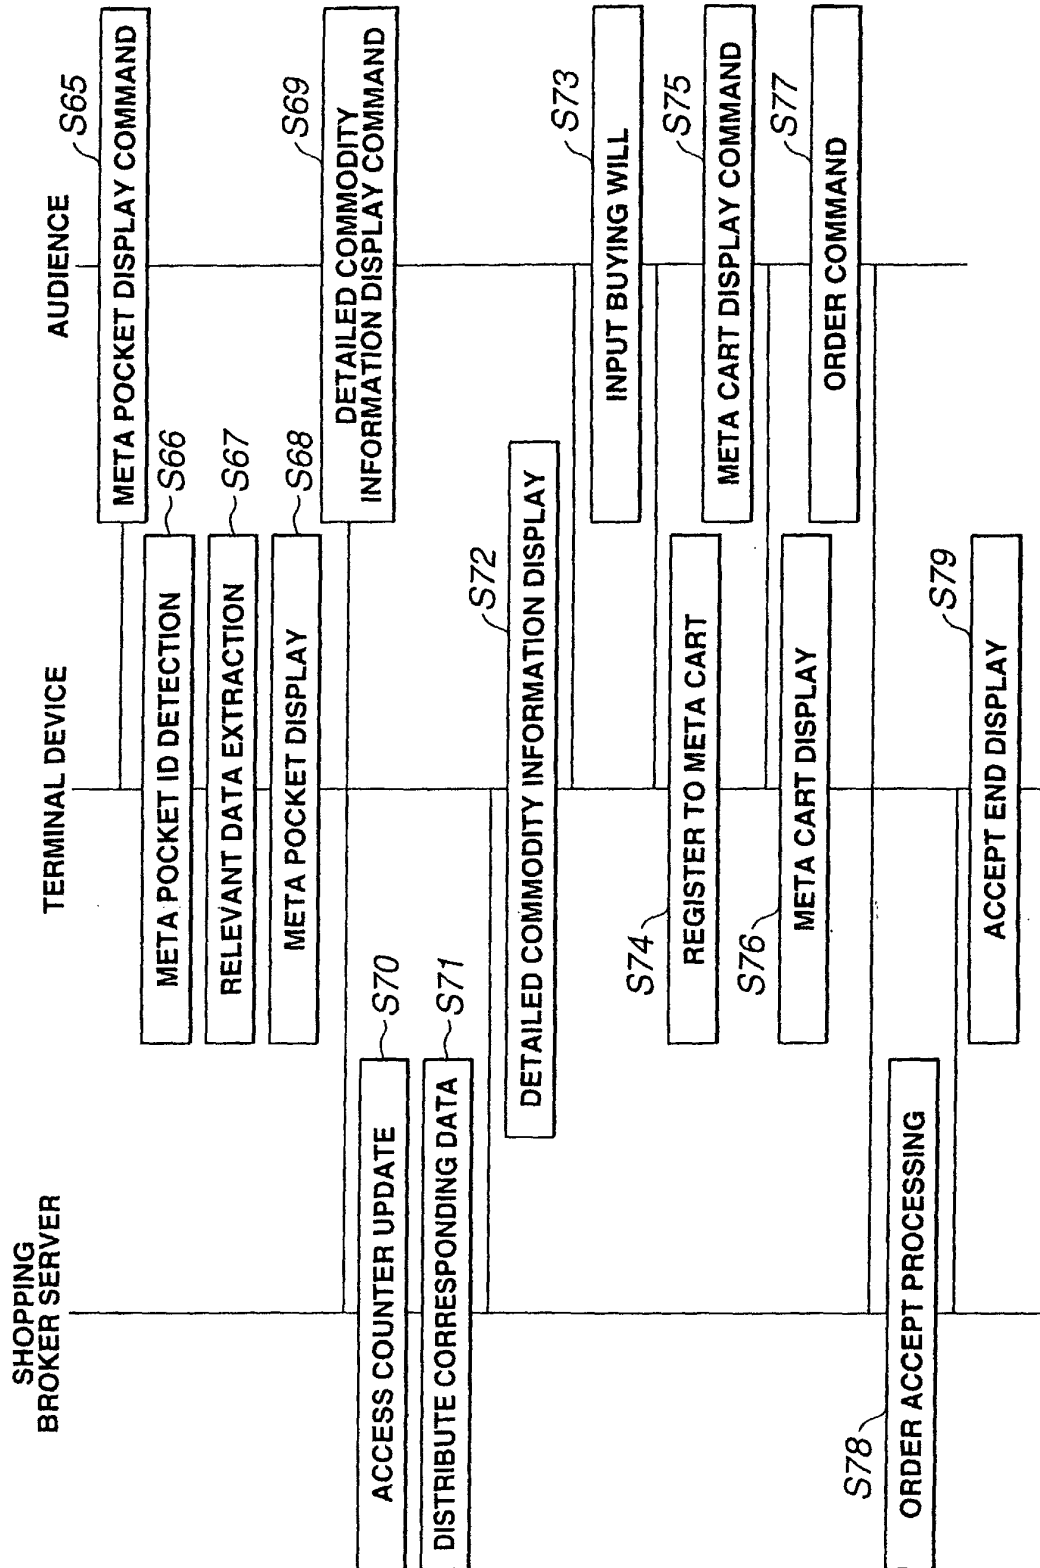 SHOPPING
BROKER SERVER
TERMINAL DEVICE
AUDIENCE
S65
META POCKET DISPLAY COMMAND
META POCKET ID DETECTION
S66
RELEVANT DATA EXTRACTION
S67
META POCKET DISPLAY
S68
S69
DETAILED COMMODITY
INFORMATION DISPLAY COMMAND
ACCESS COUNTER UPDATE
S70
DISTRIBUTE CORRESPONDING DATA
S71
S72
DETAILED COMMODITY INFORMATION DISPLAY
S73
INPUT BUYING WILL
S74
REGISTER TO META CART
S75
META CART DISPLAY COMMAND
S76
META CART DISPLAY
S77
ORDER COMMAND
S78
ORDER ACCEPT PROCESSING
S79
ACCEPT END DISPLAY